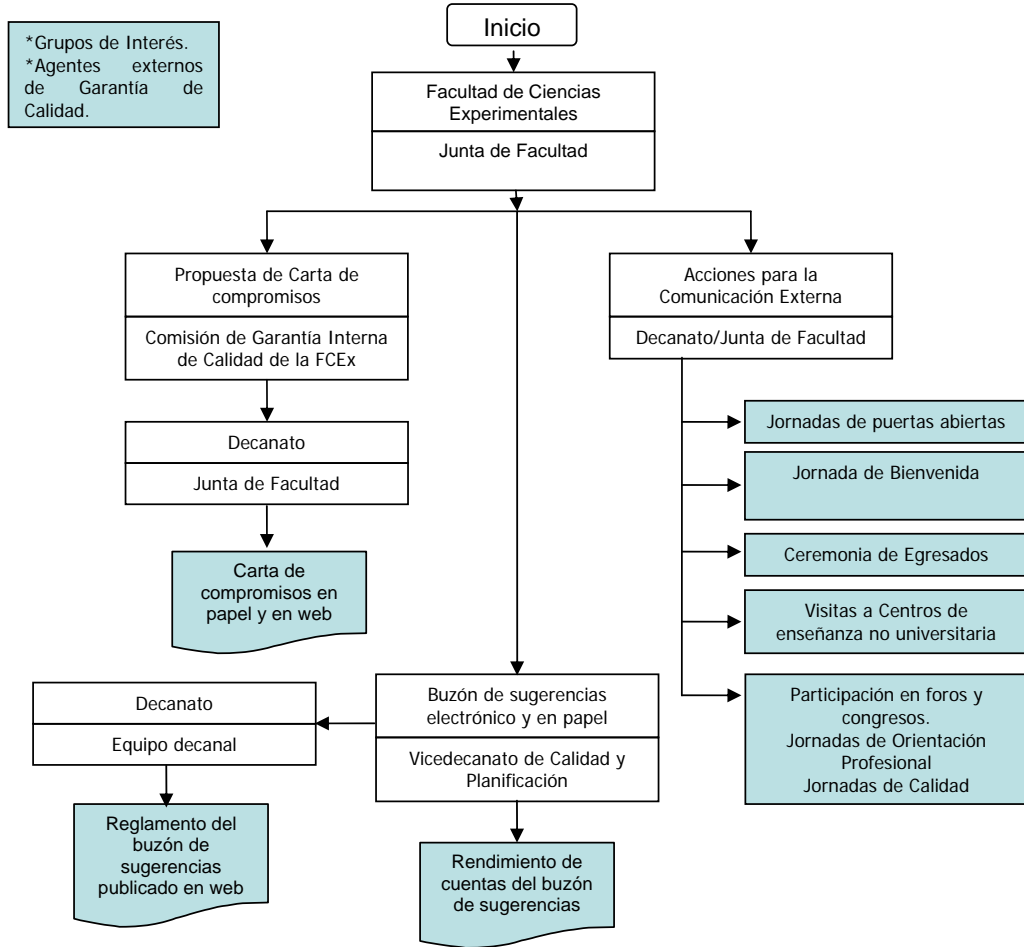 Inicio
*Grupos de Interés.
*Agentes externos
de Garantía de
Calidad.
Facultad de Ciencias
Experimentales
Junta de Facultad
Propuesta de Carta de
compromisos
Comisión de Garantía Interna
de Calidad de la FCEx
Acciones para la
Comunicación Externa
Decanato/Junta de Facultad
Decanato
Junta de Facultad
Carta de
compromisos en
papel y en web
Jornadas de puertas abiertas
Jornada de Bienvenida
Ceremonia de Egresados
Visitas a Centros de
enseñanza no universitaria
Participación en foros y
congresos.
Jornadas de Orientación
Profesional
Jornadas de Calidad
Buzón de sugerencias
electrónico y en papel
Vicedecanato de Calidad y
Planificación
Decanato
Equipo decanal
Reglamento del
buzón de
sugerencias
publicado en web
Rendimiento de
cuentas del buzón
de sugerencias